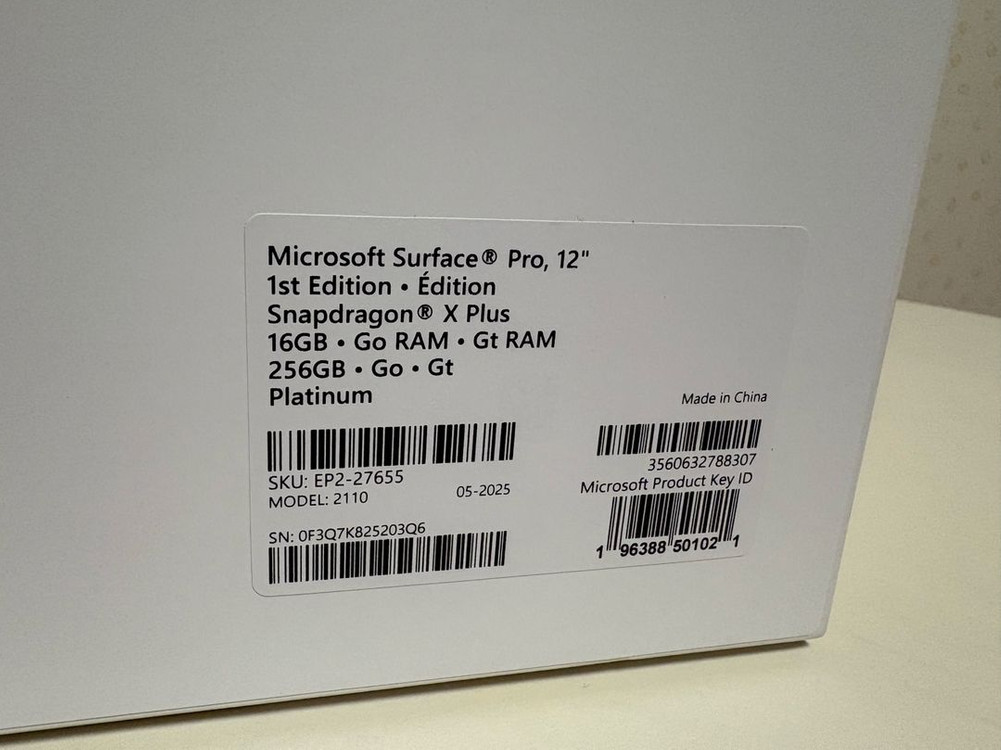 Microsoft Surface® Pro, 12"
1st Edition • Édition
Snapdragon® X Plus
16GB • Go RAM • Gt RAM
256GB • Go • Gt
Platinum
Made in China
SKU: EP2-27655
MODEL: 2110
05-2025
SN: 0F3Q7K825203Q6
3560632788307
Microsoft Product Key ID
1 96388 50102 1